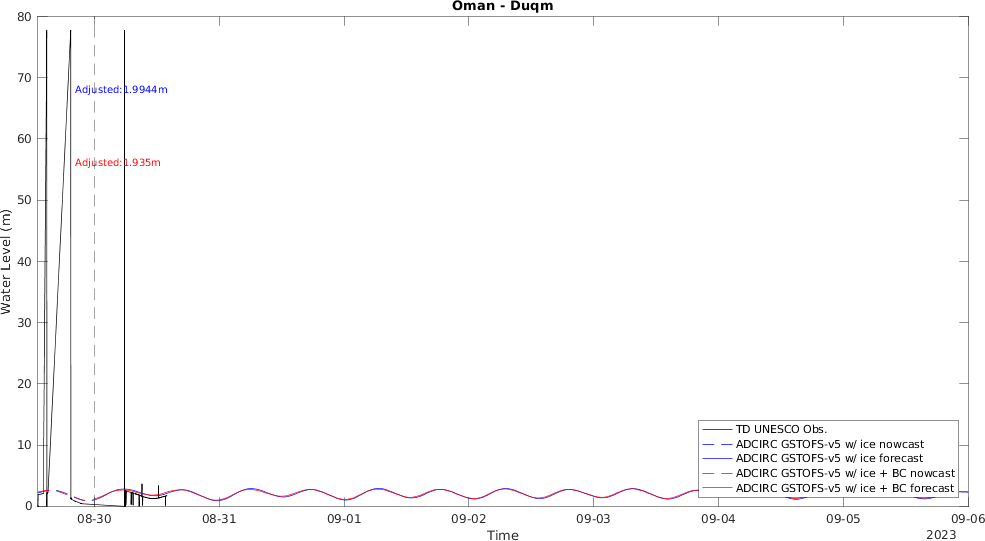 Oman - Duqm
80
70
60
50
40
30
20
10
0
Water Level (m)
Adjusted:1.9944m
Adjusted:1.935m
TD UNESCO Obs.
ADCIRC GSTOFS-v5 w/ ice nowcast
ADCIRC GSTOFS-v5 w/ ice forecast
ADCIRC GSTOFS-v5 w/ ice + BC nowcast
ADCIRC GSTOFS-v5 w/ ice + BC forecast
08-30 08-31 09-01 09-02 09-03 09-04 09-05 09-06
Time
2023